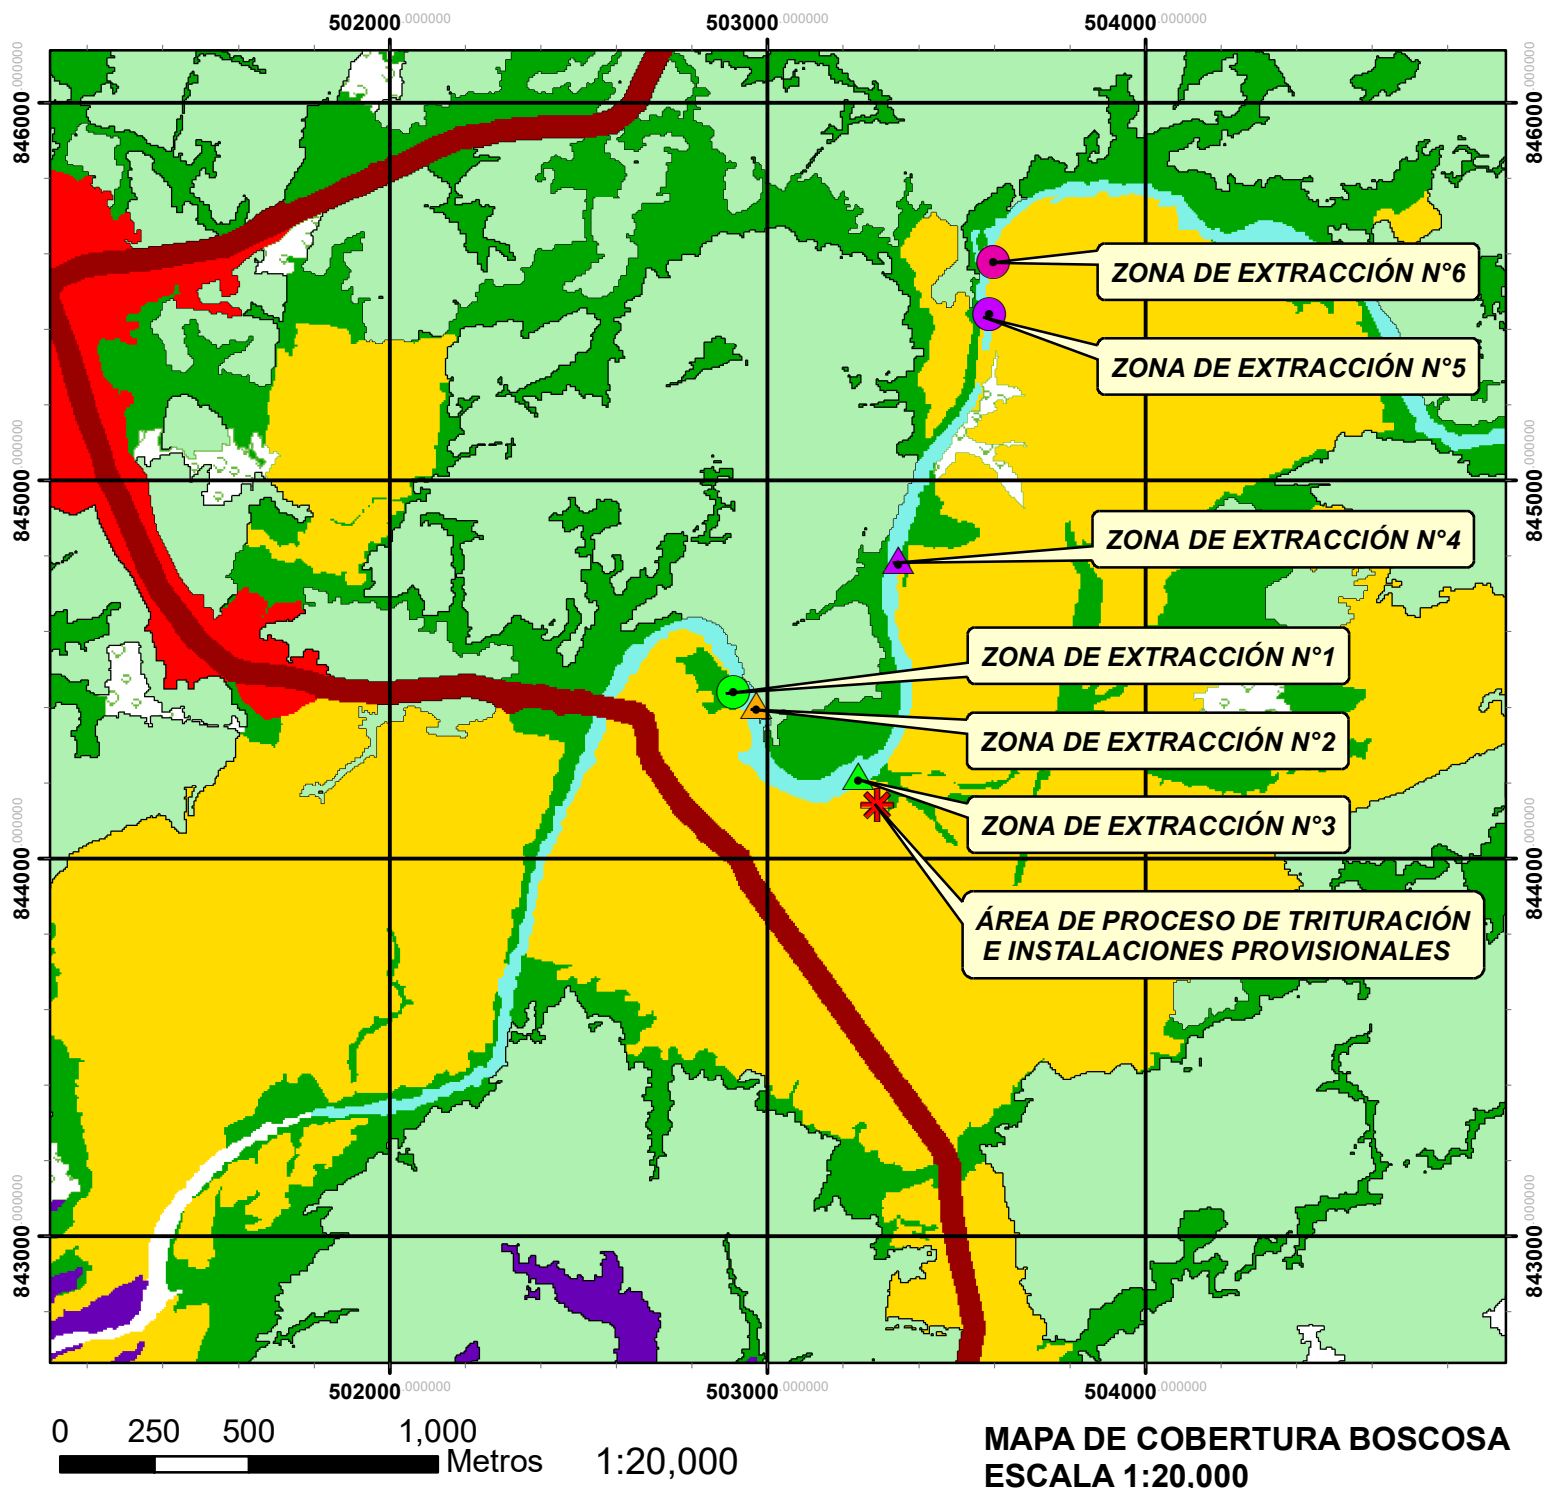 502000.000000 503000.000000 504000.000000
846000.000000 846000.000000
ZONA DE EXTRACCIÓN N°6
ZONA DE EXTRACCIÓN N°5
845000.000000 845000.000000
ZONA DE EXTRACCIÓN N°4
ZONA DE EXTRACCIÓN N°1
ZONA DE EXTRACCIÓN N°2
ZONA DE EXTRACCIÓN N°3
844000.000000 844000.000000
ÁREA DE PROCESO DE TRITURACIÓN
E INSTALACIONES PROVISIONALES
843000.000000 843000.000000
502000.000000 503000.000000 504000.000000
0 250 500 1,000
Metros 1:20,000
MAPA DE COBERTURA BOSCOSA
ESCALA 1:20,000